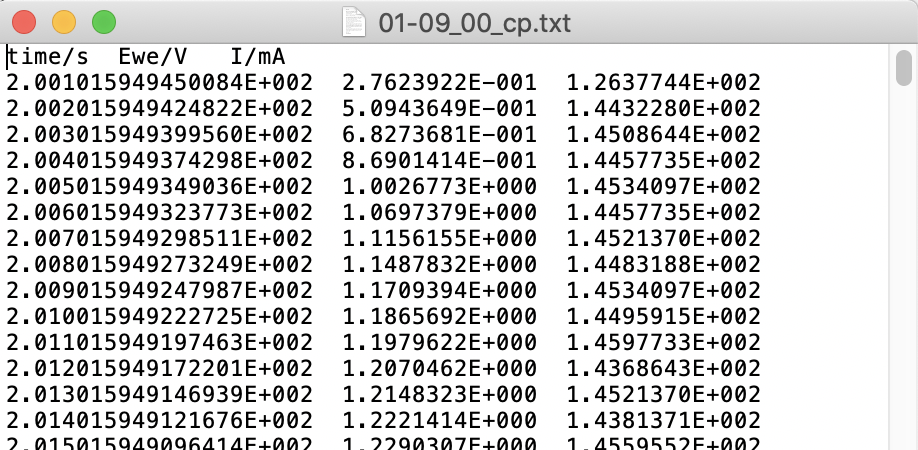 01-09_00_cp.txt
time/s Ewe/V I/mA
2.001015949450084E+002 2.7623922E-001 1.2637744E+002
2.002015949424822E+002 5.0943649E-001 1.4432280E+002
2.003015949399560E+002 6.8273681E-001 1.4508644E+002
2.004015949374298E+002 8.6901414E-001 1.4457735E+002
2.005015949349036E+002 1.0026773E+000 1.4534097E+002
2.006015949323773E+002 1.0697379E+000 1.4457735E+002
2.007015949298511E+002 1.1156155E+000 1.4521370E+002
2.008015949273249E+002 1.1487832E+000 1.4483188E+002
2.009015949247987E+002 1.1709394E+000 1.4534097E+002
2.010015949222725E+002 1.1865692E+000 1.4495915E+002
2.011015949197463E+002 1.1979622E+000 1.4597733E+002
2.012015949172201E+002 1.2070462E+000 1.4368643E+002
2.013015949146939E+002 1.2148323E+000 1.4521370E+002
2.014015949121676E+002 1.2221414E+000 1.4381371E+002
2.015015949096414E+002 1.2290307E+000 1.4559552E+002